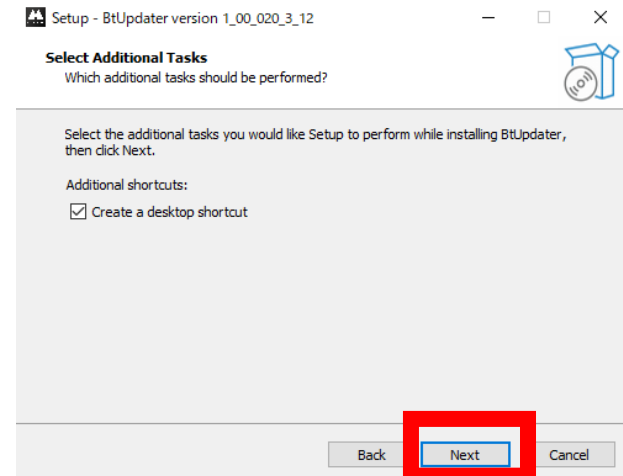 Setup - BtUpdater version 1_00_020_3_12
Select Additional Tasks
Which additional tasks should be performed?
Select the additional tasks you would like Setup to perform while installing BtUpdater,
then click Next.
Additional shortcuts:
Create a desktop shortcut
Back Next Cancel